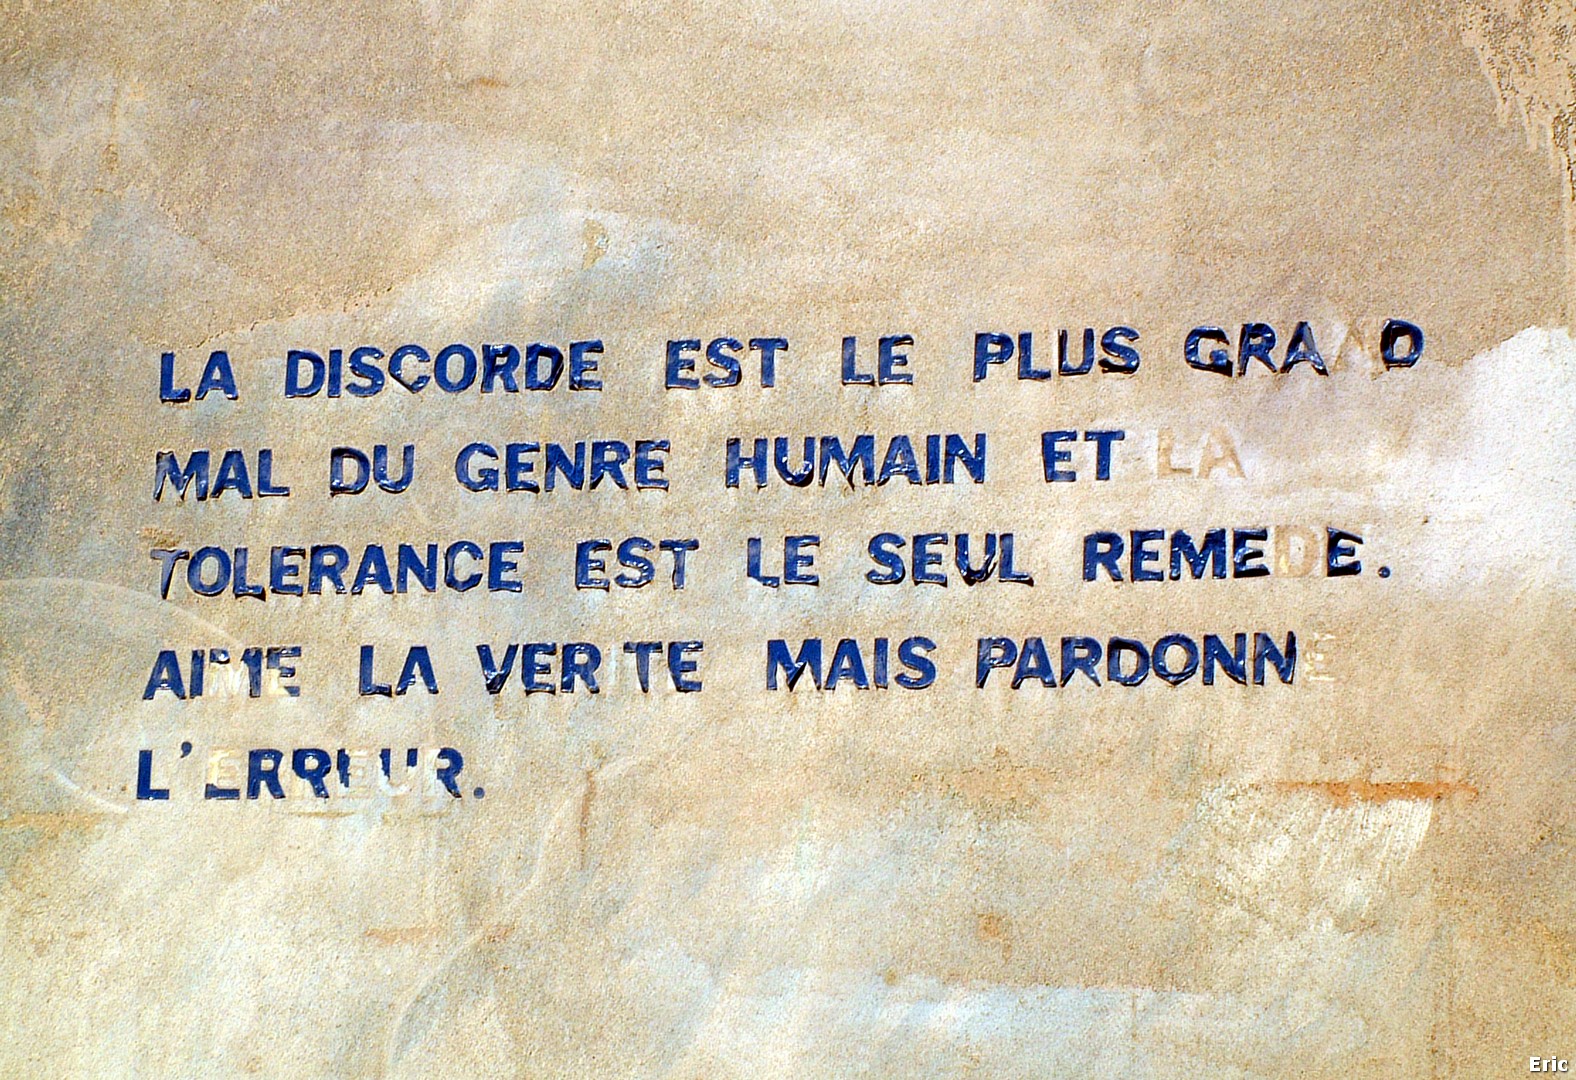 LA DISCORDE EST LE PLUS GRAND
MAL DU GENRE HUMAIN ET LA
TOLERANCE EST LE SEUL REMEDE.
AIME LA VERITE MAIS PARDONNE
L'ERREUR.
Eric